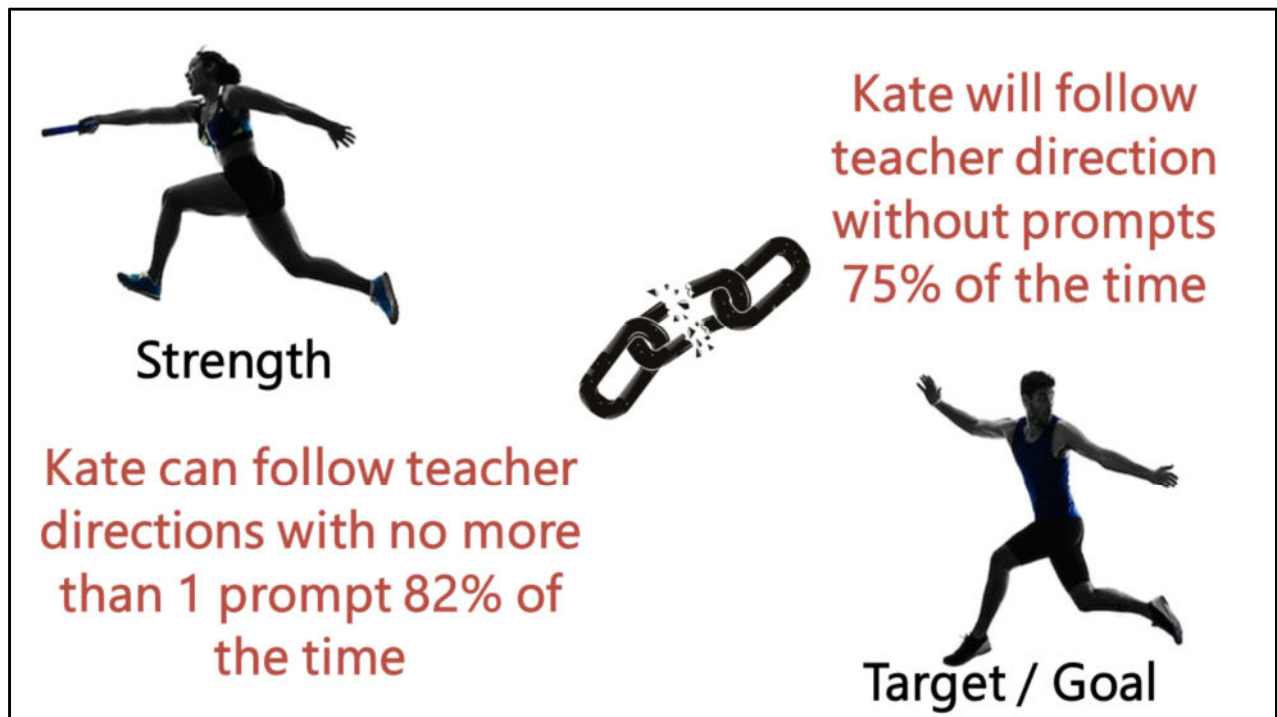 Strength
Kate can follow teacher
directions with no more
than 1 prompt 82% of
the time
Kate will follow
teacher direction
without prompts
75% of the time
Target / Goal